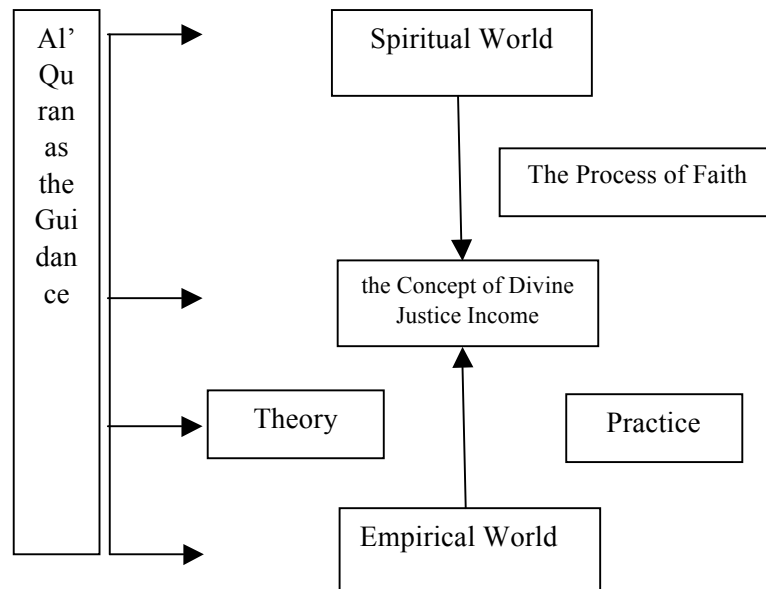 Al’
Qu
ran
as
the
Gui
dan
ce
Spiritual World
The Process of Faith
the Concept of Divine
Justice Income
Theory
Practice
Empirical World